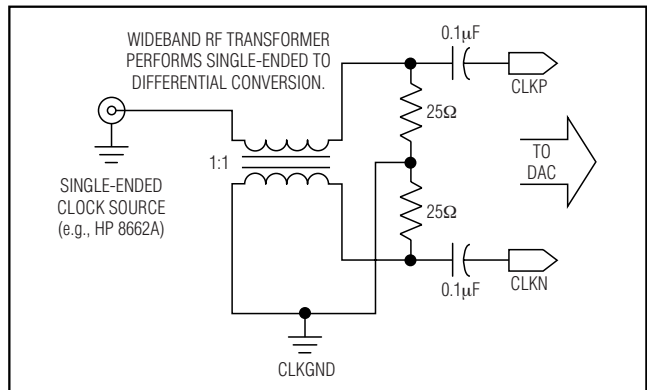 WIDEBAND RF TRANSFORMER
PERFORMS SINGLE-ENDED TO
DIFFERENTIAL CONVERSION.
0.1μF
CLKP
25Ω
1:1
TO
DAC
SINGLE-ENDED
CLOCK SOURCE
(e.g., HP 8662A)
25Ω
0.1μF
CLKN
CLKGND